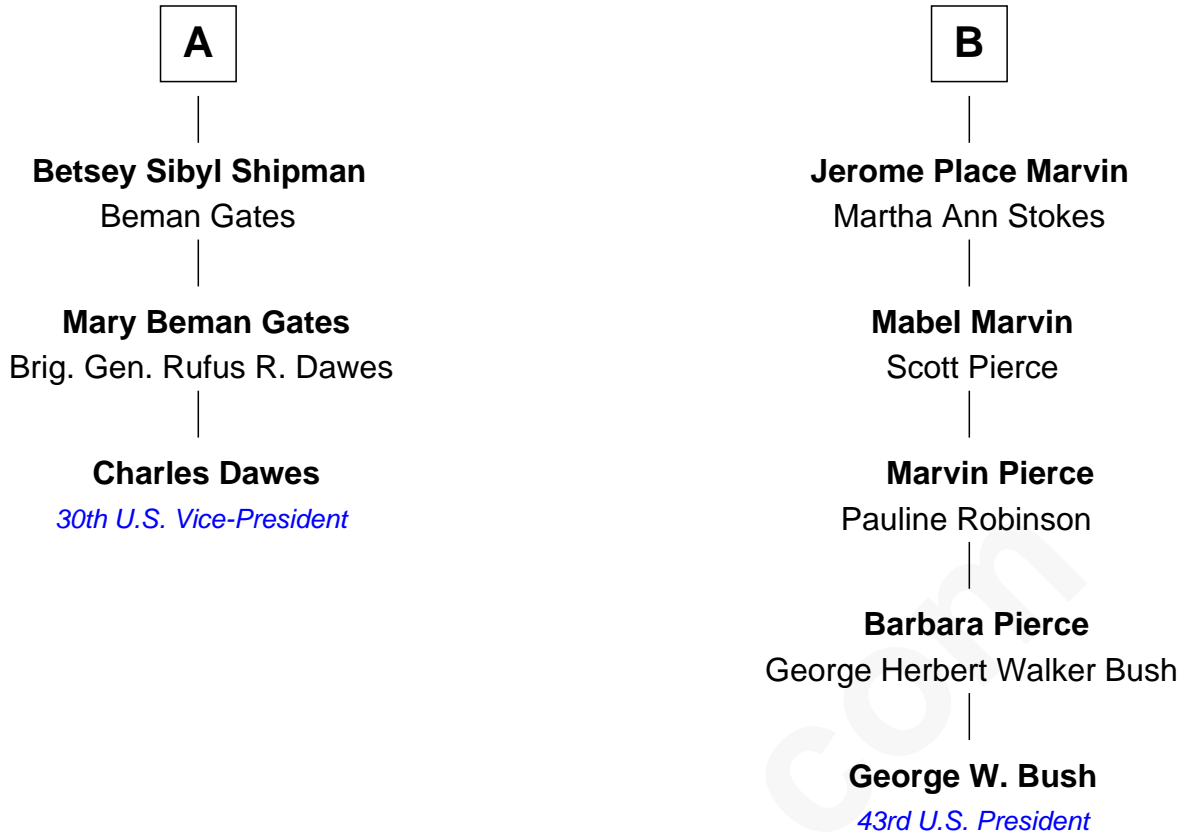 A
Betsey Sibyl Shipman
Beman Gates
Mary Beman Gates
Brig. Gen. Rufus R. Dawes
Charles Dawes
30th U.S. Vice-President
B
Jerome Place Marvin
Martha Ann Stokes
Mabel Marvin
Scott Pierce
Marvin Pierce
Pauline Robinson
Barbara Pierce
George Herbert Walker Bush
George W. Bush
43rd U.S. President
com